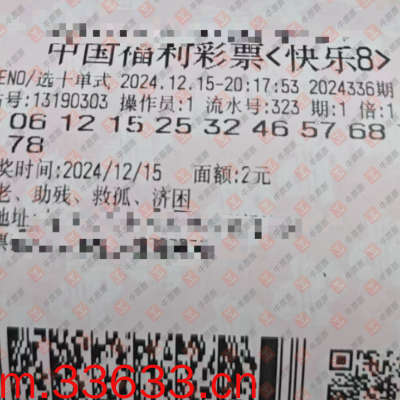 中国福利彩票<快乐8>
ENO/选十单式 2024.12.15-20:17:53 2024336期
号:13190303 操作员:1 流水号:323 期:1 倍:1
06 12 15 25 32 46 57 68
78
奖时间:2024/12/15 面额:2元
老、助残、救孤、济困
地址:
票
m.33633.cn